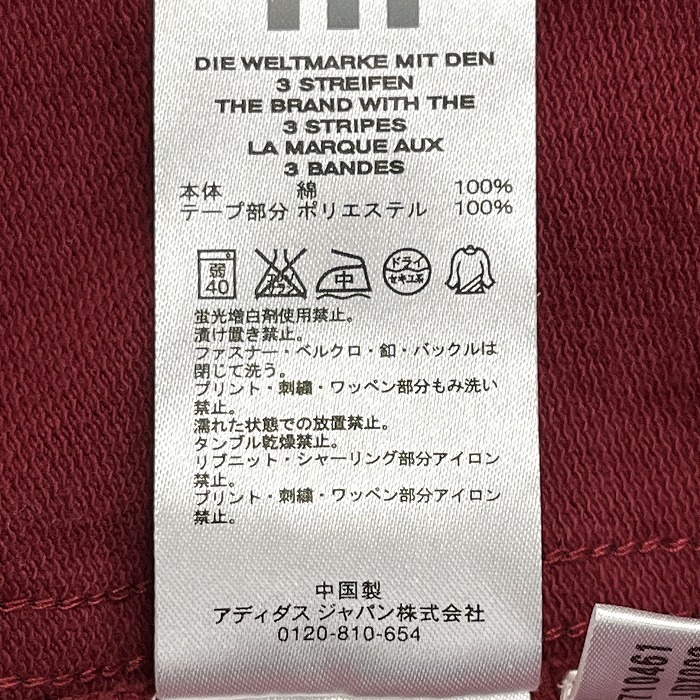 DIE WELTMARKE MIT DEN
3 STREIFEN
THE BRAND WITH THE
3 STRIPES
LA MARQUE AUX
3 BANDES
本体 綿 100%
テープ部分 ポリエステル 100%
弱 40 エンソ サラシ 中 ドライ セキユ系
蛍光増白剤使用禁止。
漬け置き禁止。
ファスナー・ベルクロ・釦・バックルは
閉じて洗う。
プリント・刺繍・ワッペン部分もみ洗い
禁止。
濡れた状態での放置禁止。
タンブル乾燥禁止。
リブニット・シャーリング部分アイロン
禁止。
プリント・刺繍・ワッペン部分アイロン
禁止。
中国製
アディダス ジャパン株式会社
0120-810-654
10461